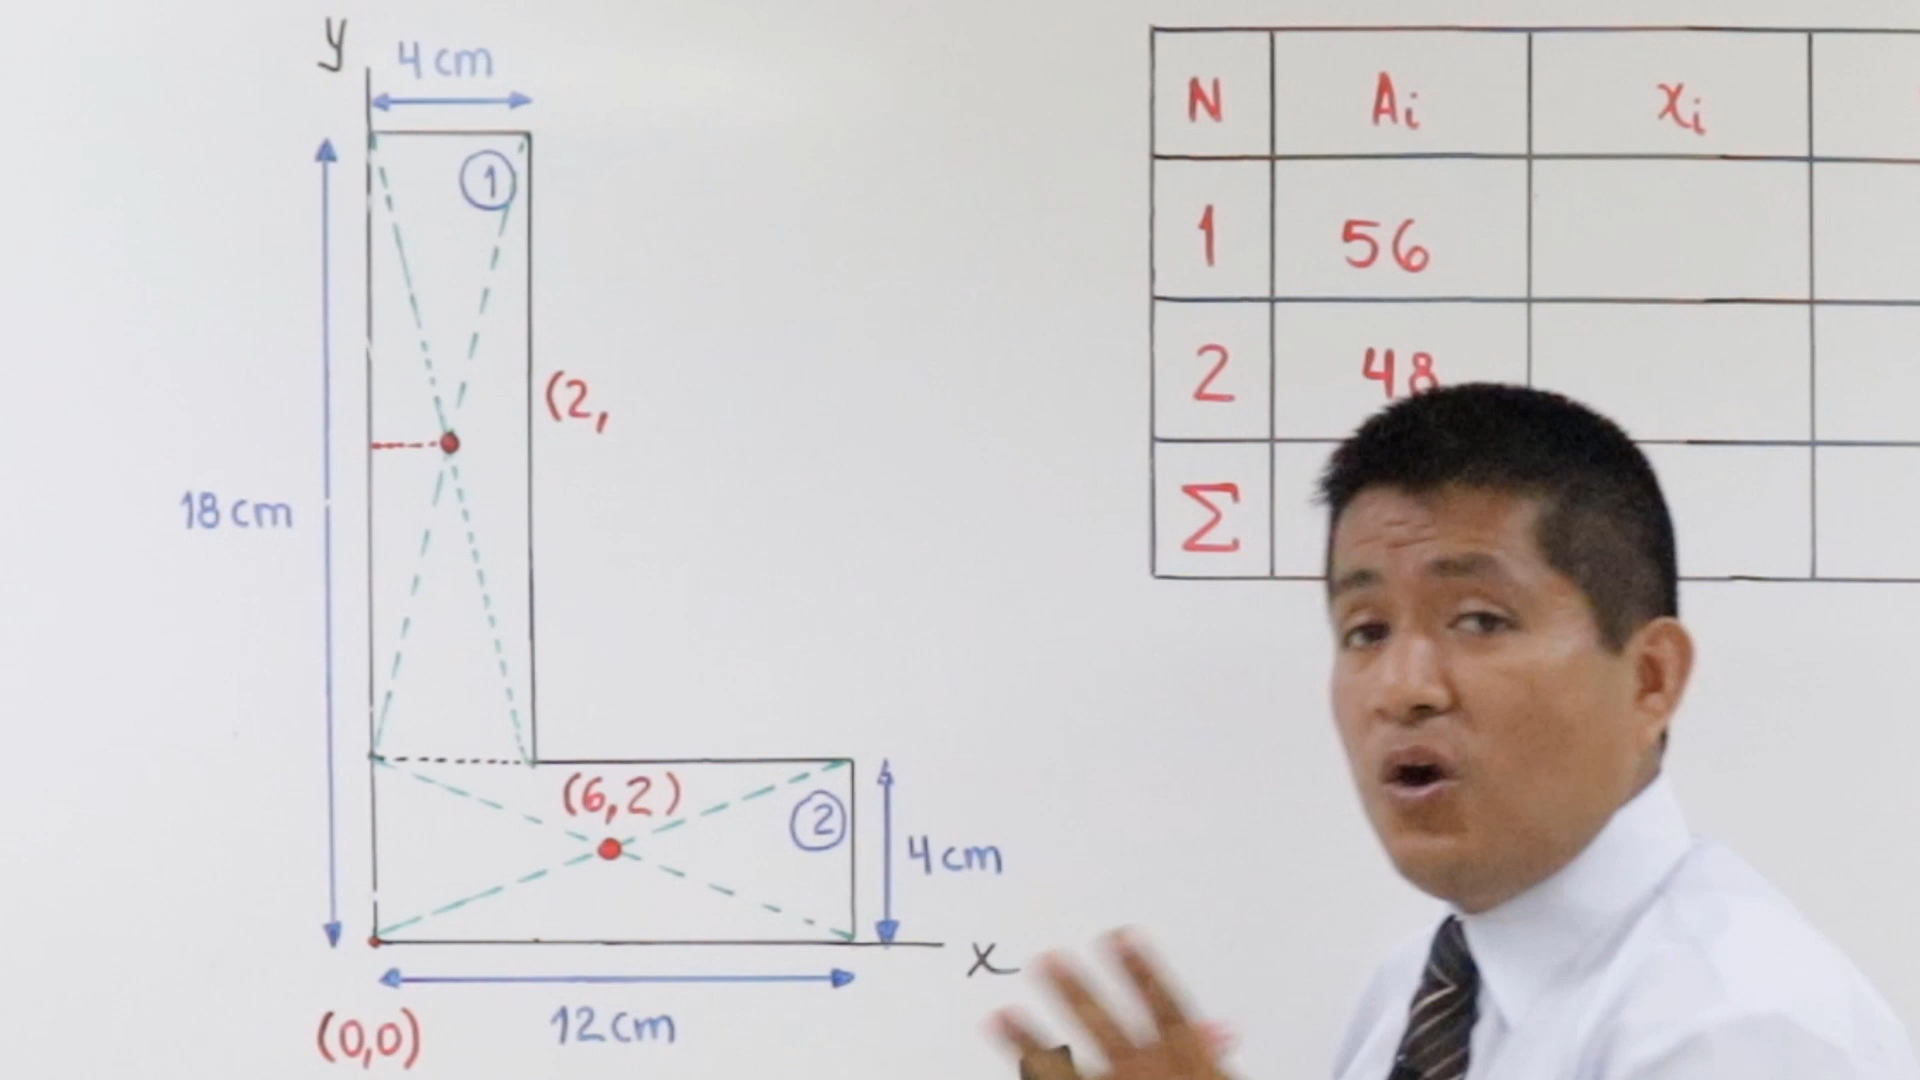 y
4 cm
1
18 cm
(2,
(6,2)
2
4 cm
x
(0,0)
12 cm
N Ai xi
1 56
2 48
Σ